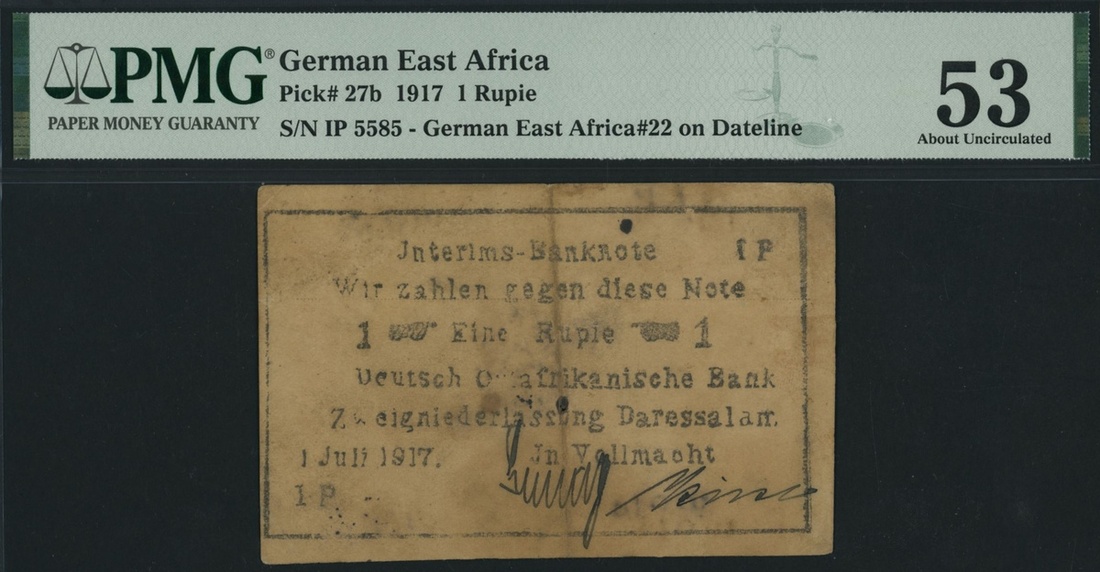 PMG®
PAPER MONEY GUARANTY
German East Africa
Pick# 27b 1917 1 Rupie
S/N IP 5585 - German East Africa#22 on Dateline
53
About Uncirculated
Jnterims-Banknote 1 P
Wir zahlen gegen diese Note
1 Eine Rupie 1
Deutsch Ostafrikanische Bank
Zweigniederlassung Daressalam.
1 Juli 1917. Jn Vollmacht
1 P